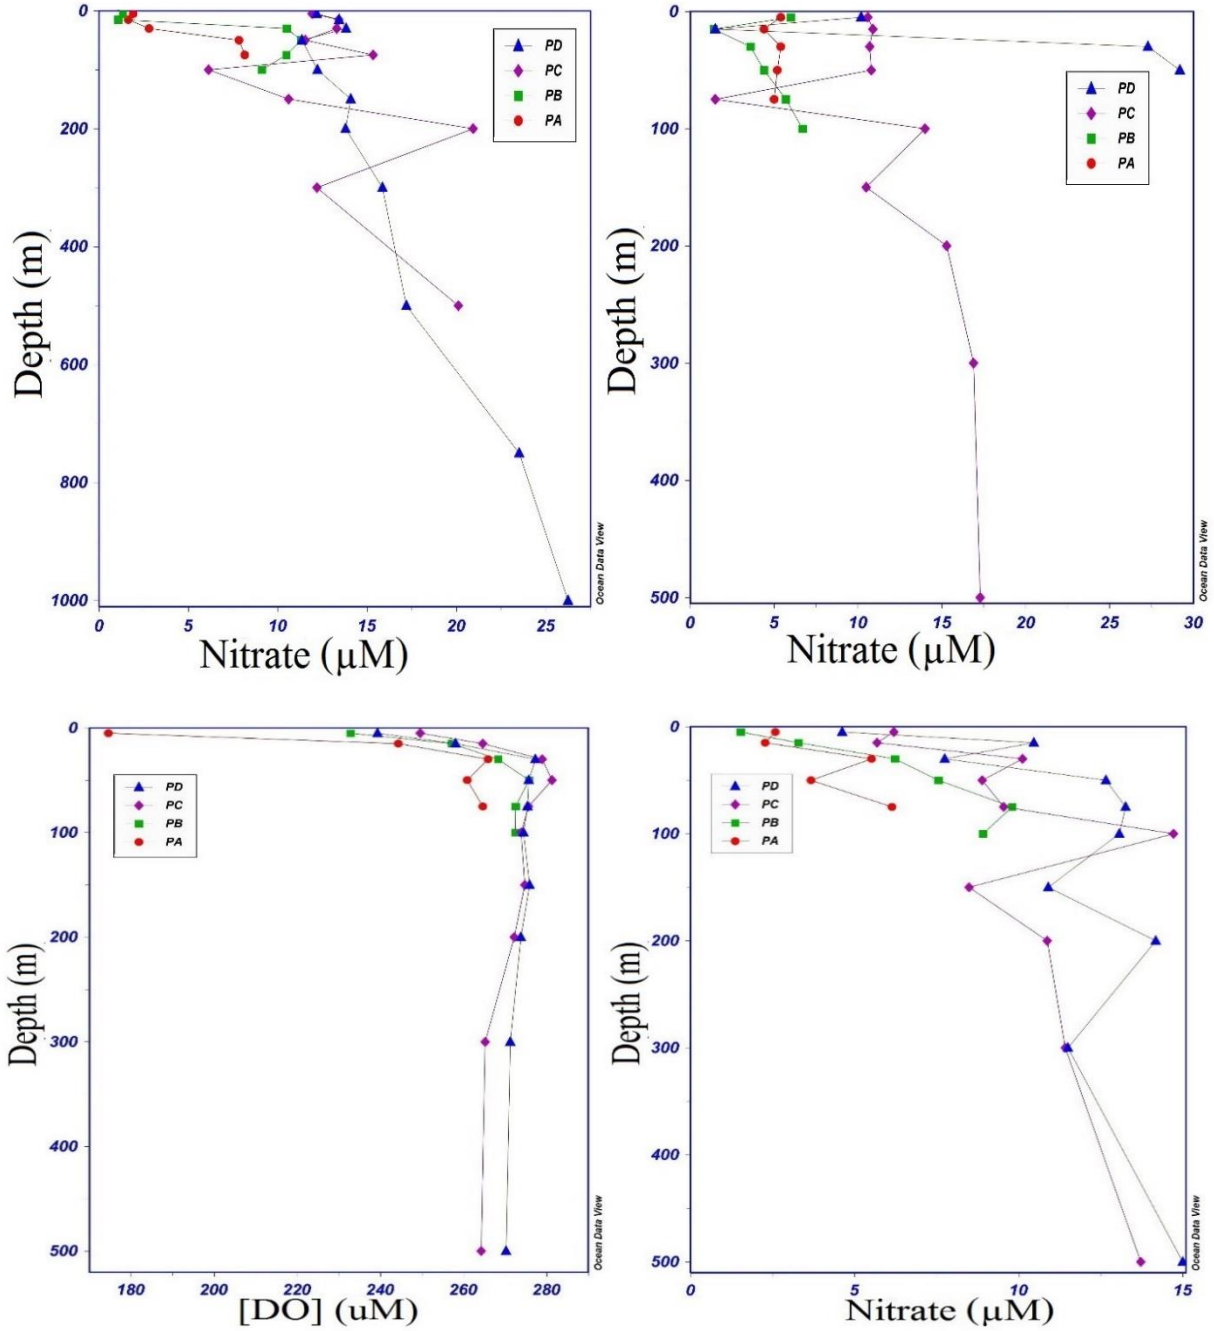 0
200
400
600
800
1000
Depth (m)
PD
PC
PB
PA
Ocean Data View
0 5 10 15 20 25
Nitrate (µM)
0
100
200
300
400
500
Depth (m)
PD
PC
PB
PA
Ocean Data View
0 5 10 15 20 25 30
Nitrate (µM)
0
100
200
300
400
500
Depth (m)
PD
PC
PB
PA
Ocean Data View
180 200 220 240 260 280
[DO] (uM)
0
100
200
300
400
500
Depth (m)
PD
PC
PB
PA
Ocean Data View
0 5 10 15
Nitrate (µM)